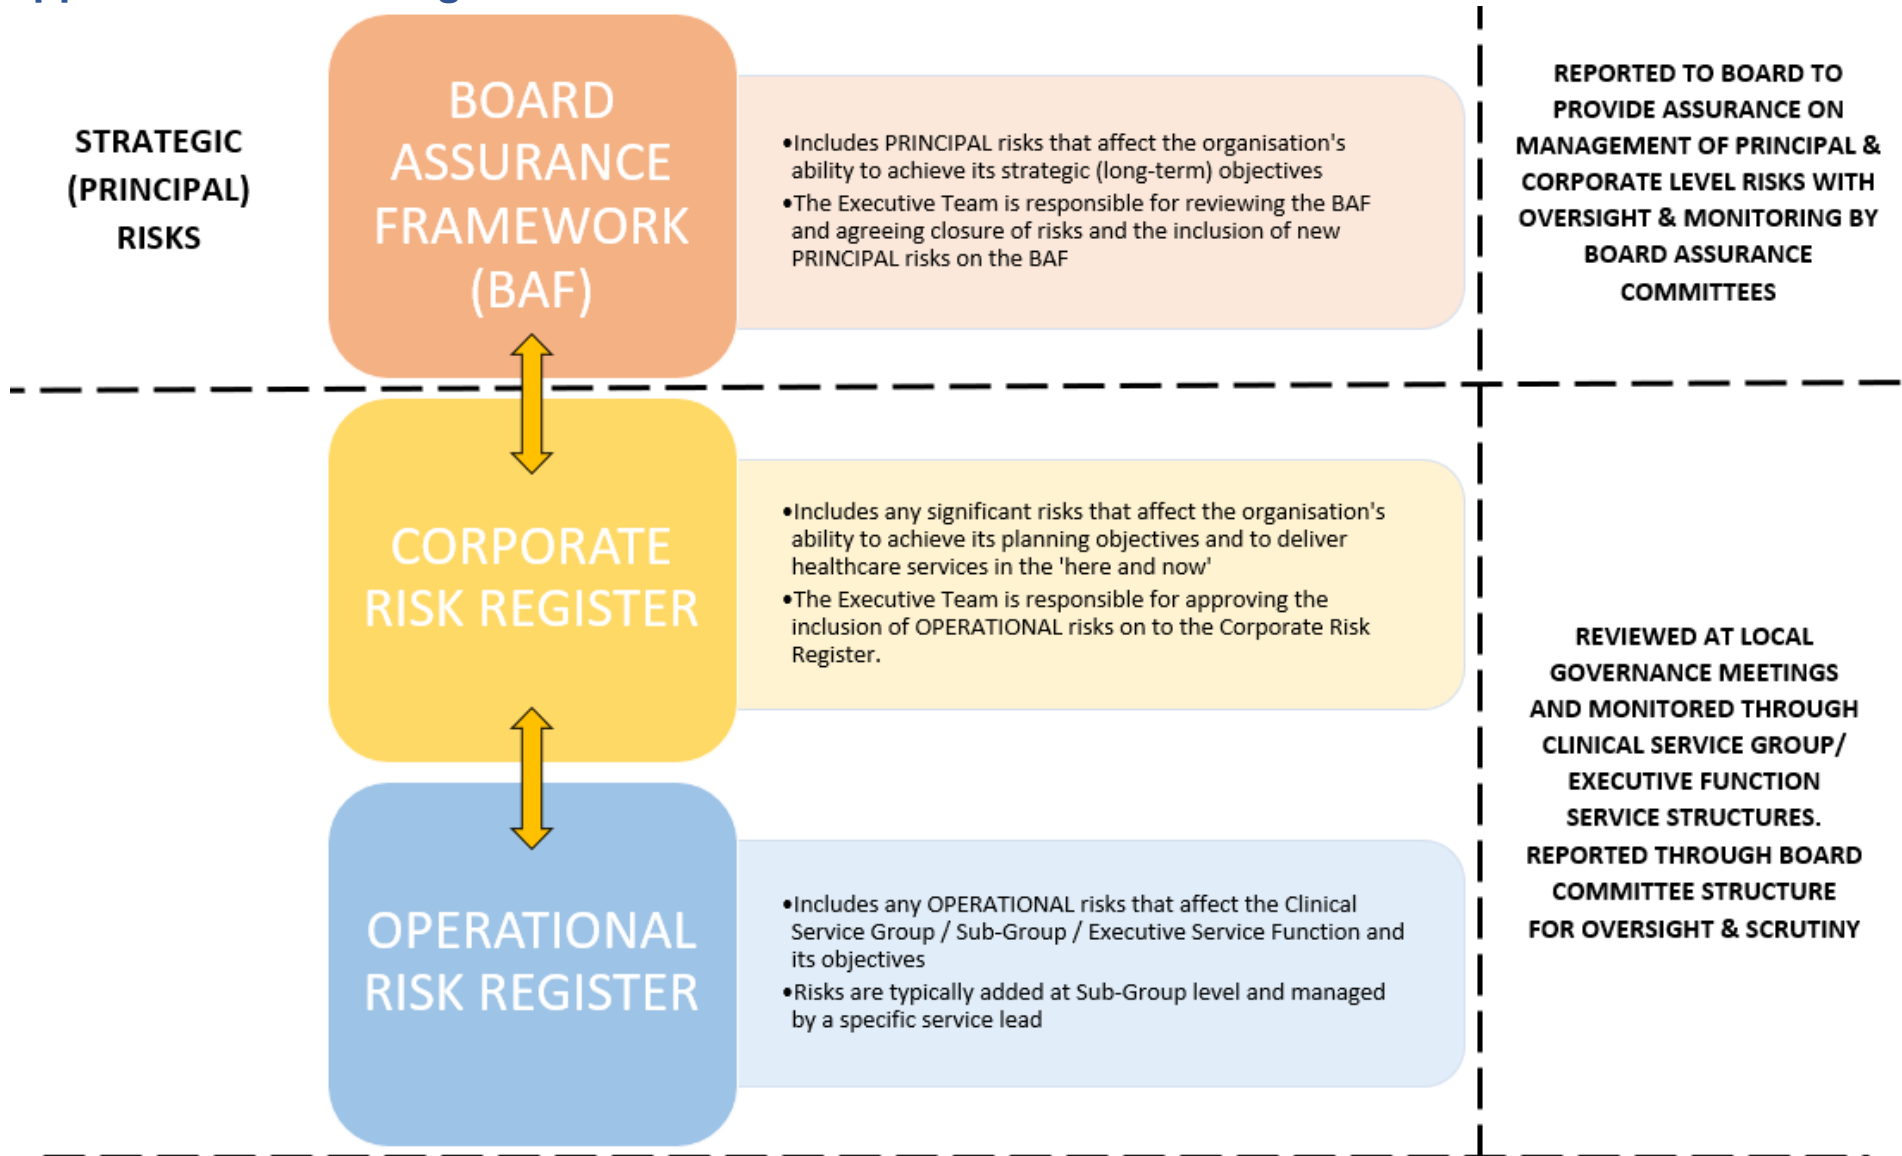 STRATEGIC
(PRINCIPAL)
RISKS
BOARD
ASSURANCE
FRAMEWORK
(BAF)
•Includes PRINCIPAL risks that affect the organisation's
ability to achieve its strategic (long-term) objectives
•The Executive Team is responsible for reviewing the BAF
and agreeing closure of risks and the inclusion of new
PRINCIPAL risks on the BAF
REPORTED TO BOARD TO
PROVIDE ASSURANCE ON
MANAGEMENT OF PRINCIPAL &
CORPORATE LEVEL RISKS WITH
OVERSIGHT & MONITORING BY
BOARD ASSURANCE
COMMITTEES
CORPORATE
RISK REGISTER
•Includes any significant risks that affect the organisation's
ability to achieve its planning objectives and to deliver
healthcare services in the 'here and now'
•The Executive Team is responsible for approving the
inclusion of OPERATIONAL risks on to the Corporate Risk
Register.
OPERATIONAL
RISK REGISTER
•Includes any OPERATIONAL risks that affect the Clinical
Service Group / Sub-Group / Executive Service Function and
its objectives
•Risks are typically added at Sub-Group level and managed
by a specific service lead
REVIEWED AT LOCAL
GOVERNANCE MEETINGS
AND MONITORED THROUGH
CLINICAL SERVICE GROUP/
EXECUTIVE FUNCTION
SERVICE STRUCTURES.
REPORTED THROUGH BOARD
COMMITTEE STRUCTURE
FOR OVERSIGHT & SCRUTINY